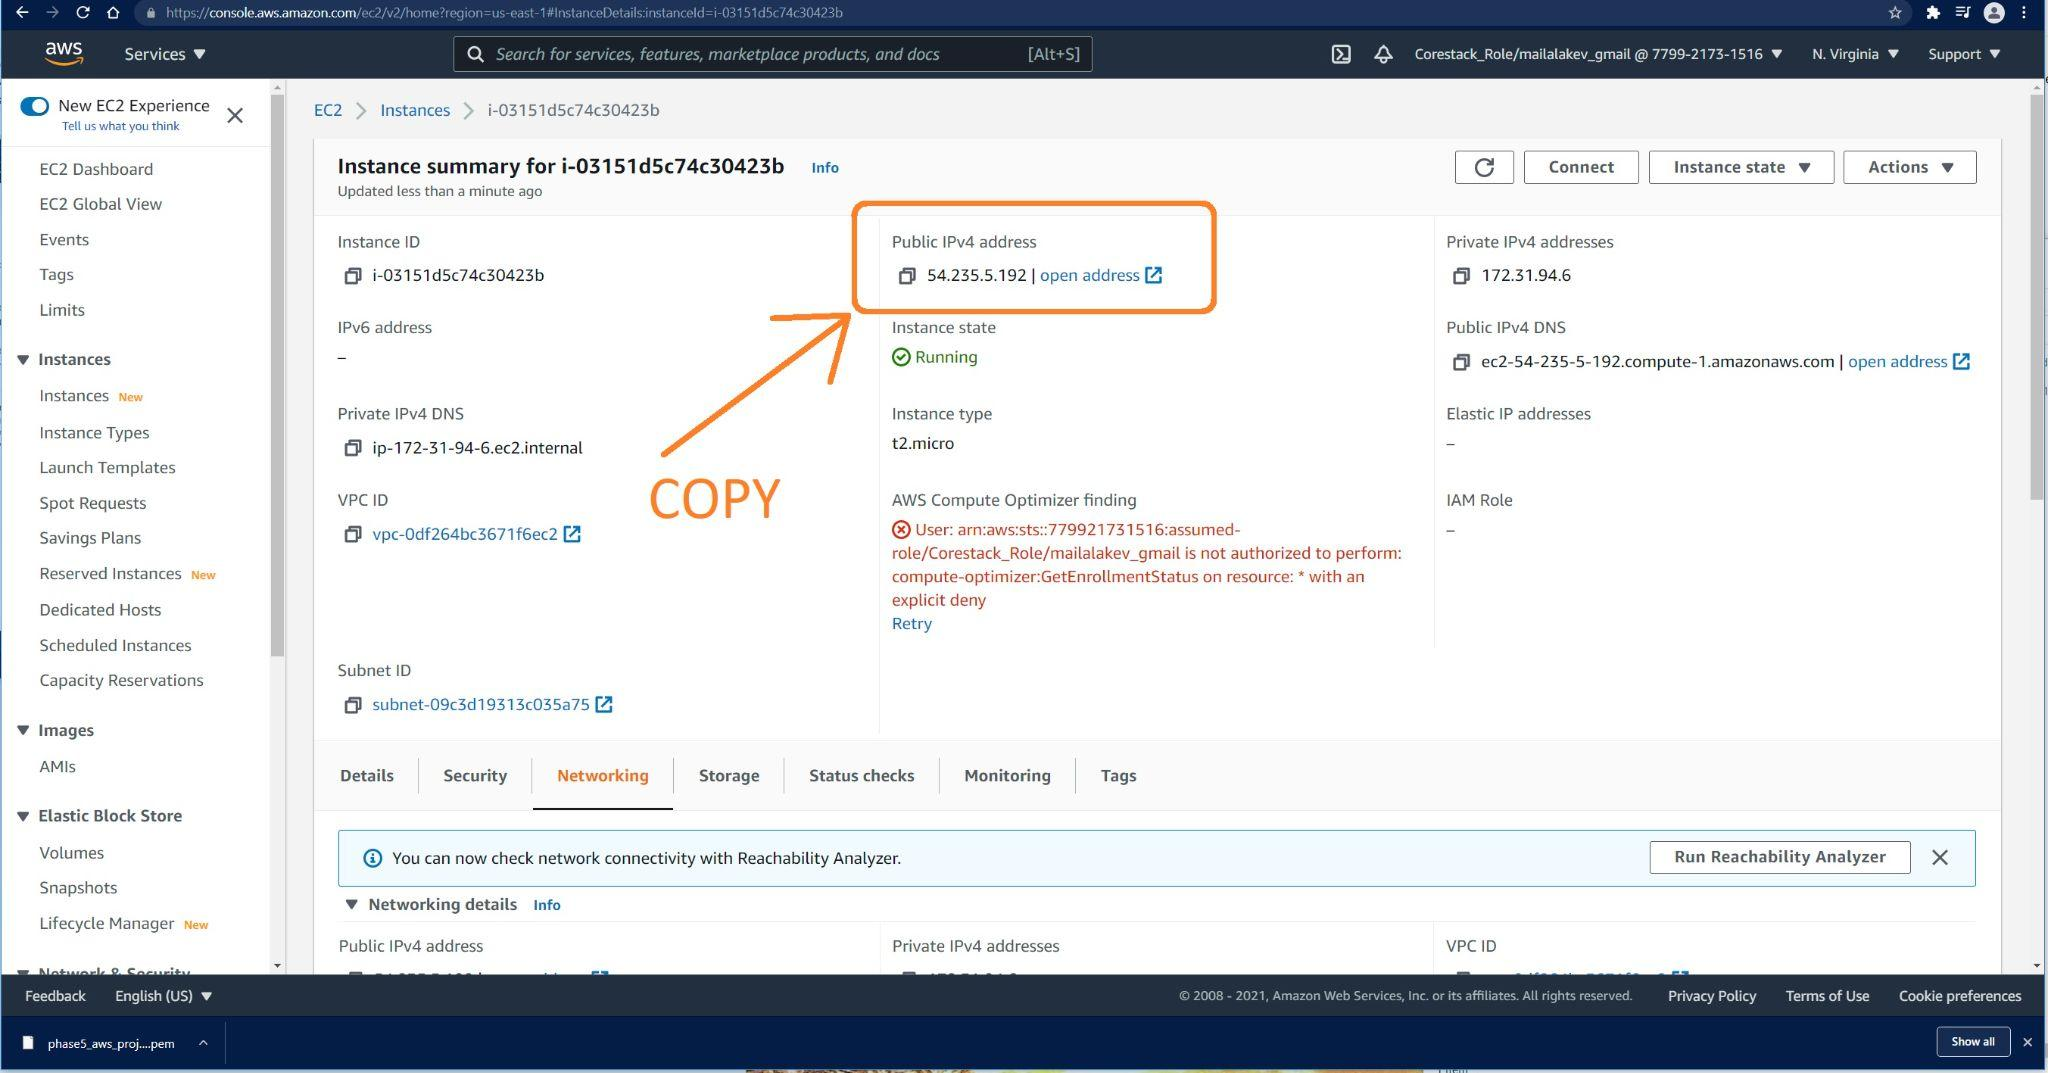 https://console.aws.amazon.com/ec2/v2/home?region=us-east-1#InstanceDetails:instanceId=i-03151d5c74c30423b
aws
Services
Search for services, features, marketplace products, and docs [Alt+S]
Corestack_Role/mailalakev_gmail @ 7799-2173-1516
N. Virginia
Support
New EC2 Experience
Tell us what you think
EC2 Dashboard
EC2 Global View
Events
Tags
Limits
Instances
Instances New
Instance Types
Launch Templates
Spot Requests
Savings Plans
Reserved Instances New
Dedicated Hosts
Scheduled Instances
Capacity Reservations
Images
AMIs
Elastic Block Store
Volumes
Snapshots
Lifecycle Manager New
Network & Security
EC2 > Instances > i-03151d5c74c30423b
Instance summary for i-03151d5c74c30423b Info
Updated less than a minute ago
Connect
Instance state
Actions
Instance ID
i-03151d5c74c30423b
Public IPv4 address
54.235.5.192 | open address
Private IPv4 addresses
172.31.94.6
IPv6 address
–
Instance state
Running
Public IPv4 DNS
ec2-54-235-5-192.compute-1.amazonaws.com | open address
Private IPv4 DNS
ip-172-31-94-6.ec2.internal
Instance type
t2.micro
Elastic IP addresses
–
COPY
VPC ID
vpc-0df264bc3671f6ec2
AWS Compute Optimizer finding
User: arn:aws:sts::779921731516:assumed-
role/Corestack_Role/mailalakev_gmail is not authorized to perform:
compute-optimizer:GetEnrollmentStatus on resource: * with an
explicit deny
Retry
IAM Role
–
Subnet ID
subnet-09c3d19313c035a75
Details
Security
Networking
Storage
Status checks
Monitoring
Tags
You can now check network connectivity with Reachability Analyzer.
Run Reachability Analyzer
Networking details Info
Public IPv4 address
Private IPv4 addresses
VPC ID
Feedback
English (US)
© 2008 - 2021, Amazon Web Services, Inc. or its affiliates. All rights reserved.
Privacy Policy
Terms of Use
Cookie preferences
phase5_aws_proj....pem
Show all